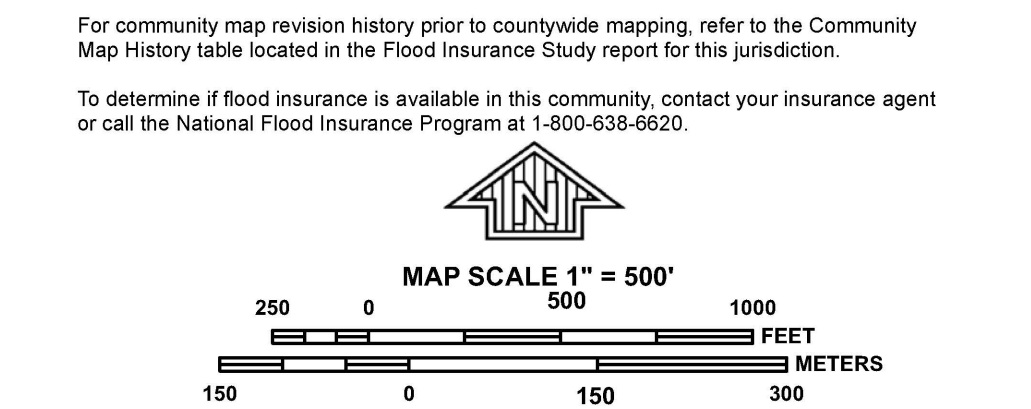 For community map revision history prior to countywide mapping, refer to the Community
Map History table located in the Flood Insurance Study report for this jurisdiction.
To determine if flood insurance is available in this community, contact your insurance agent
or call the National Flood Insurance Program at 1-800-638-6620.
N
MAP SCALE 1" = 500'
250 0 500 1000
FEET
METERS
150 0 150 300